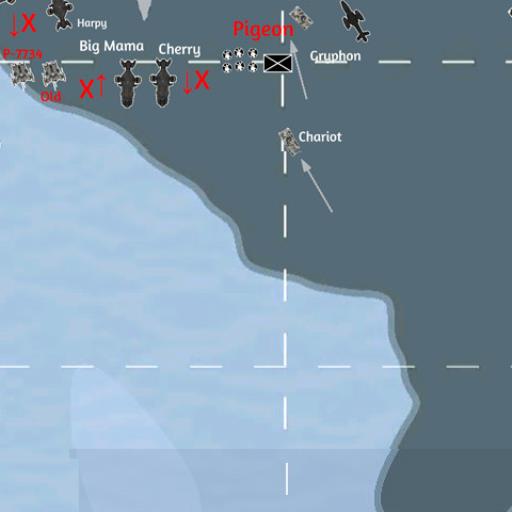 ↓X
Harpy
Pigeon
Big Mama
Cherry
P-7734
Gryphon
X↑
↓X
Old
Chariot